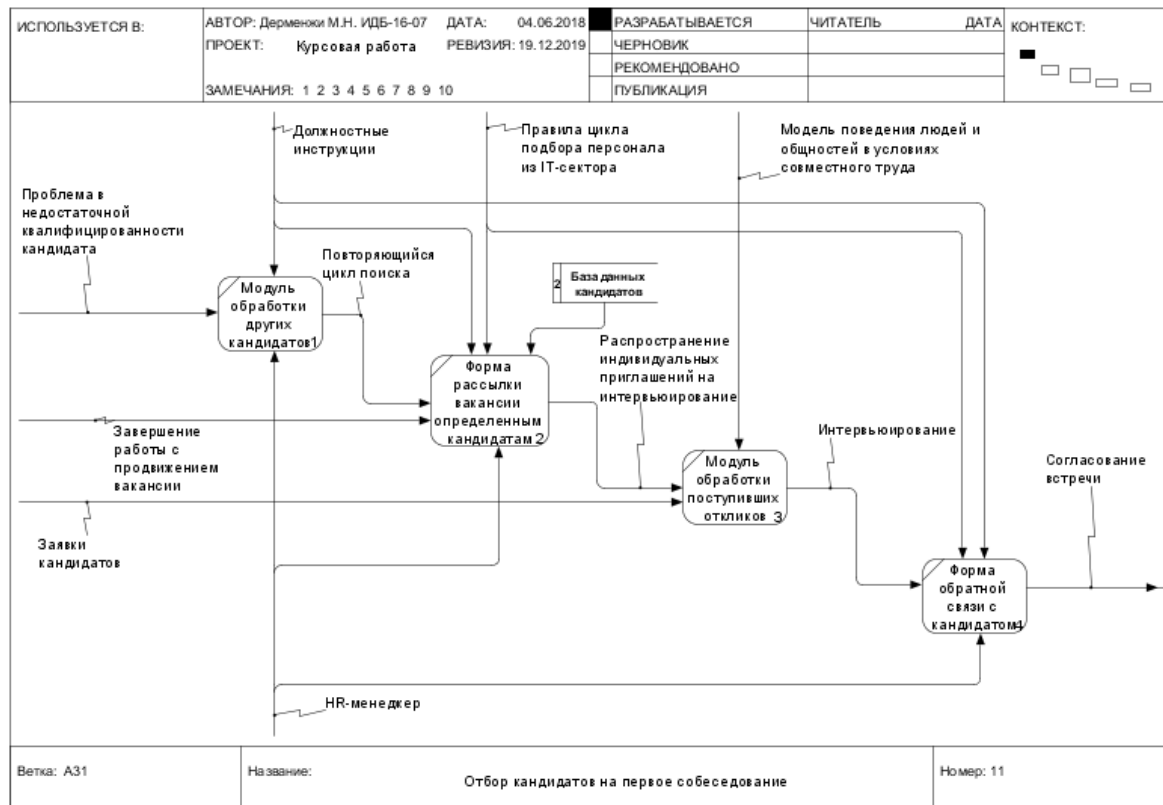 ИСПОЛЬЗУЕТСЯ В:
АВТОР: Дерменжи М.Н. ИДБ-16-07
ДАТА: 04.06.2018
ПРОЕКТ: Курсовая работа
РЕВИЗИЯ: 19.12.2019
ЗАМЕЧАНИЯ: 1 2 3 4 5 6 7 8 9 10
РАЗРАБАТЫВАЕТСЯ
ЧЕРНОВИК
РЕКОМЕНДОВАНО
ПУБЛИКАЦИЯ
ЧИТАТЕЛЬ
ДАТА
КОНТЕКСТ:
Должностные
инструкции
Правила цикла
подбора персонала
из IT-сектора
Модель поведения людей и
общностей в условиях
совместного труда
Проблема в
недостаточной
квалифицированности
кандидата
Повторяющийся
цикл поиска
2
База данных
кандидатов
Модуль
обработки
других
кандидатов1
Распространение
индивидуальных
приглашений на
интервьюирование
Форма
рассылки
вакансии
определенным
кандидатам 2
Завершение
работы с
продвижением
вакансии
Интервьюирование
Модуль
обработки
поступивших
откликов 3
Согласование
встречи
Заявки
кандидатов
Форма
обратной
связи с
кандидатом4
HR-менеджер
Ветка: A31
Название:
Отбор кандидатов на первое собеседование
Номер: 11